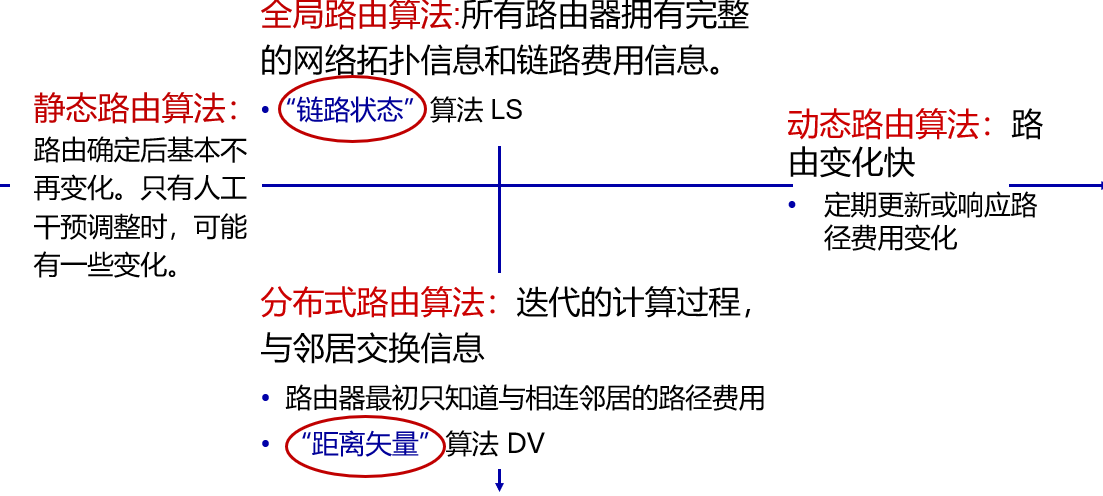 全局路由算法:所有路由器拥有完整
的网络拓扑信息和链路费用信息。
• “链路状态” 算法 LS
静态路由算法：
路由确定后基本不
再变化。只有人工
干预调整时，可能
有一些变化。
动态路由算法：路
由变化快
• 定期更新或响应路
径费用变化
分布式路由算法：迭代的计算过程，
与邻居交换信息
• 路由器最初只知道与相连邻居的路径费用
• “距离矢量” 算法 DV